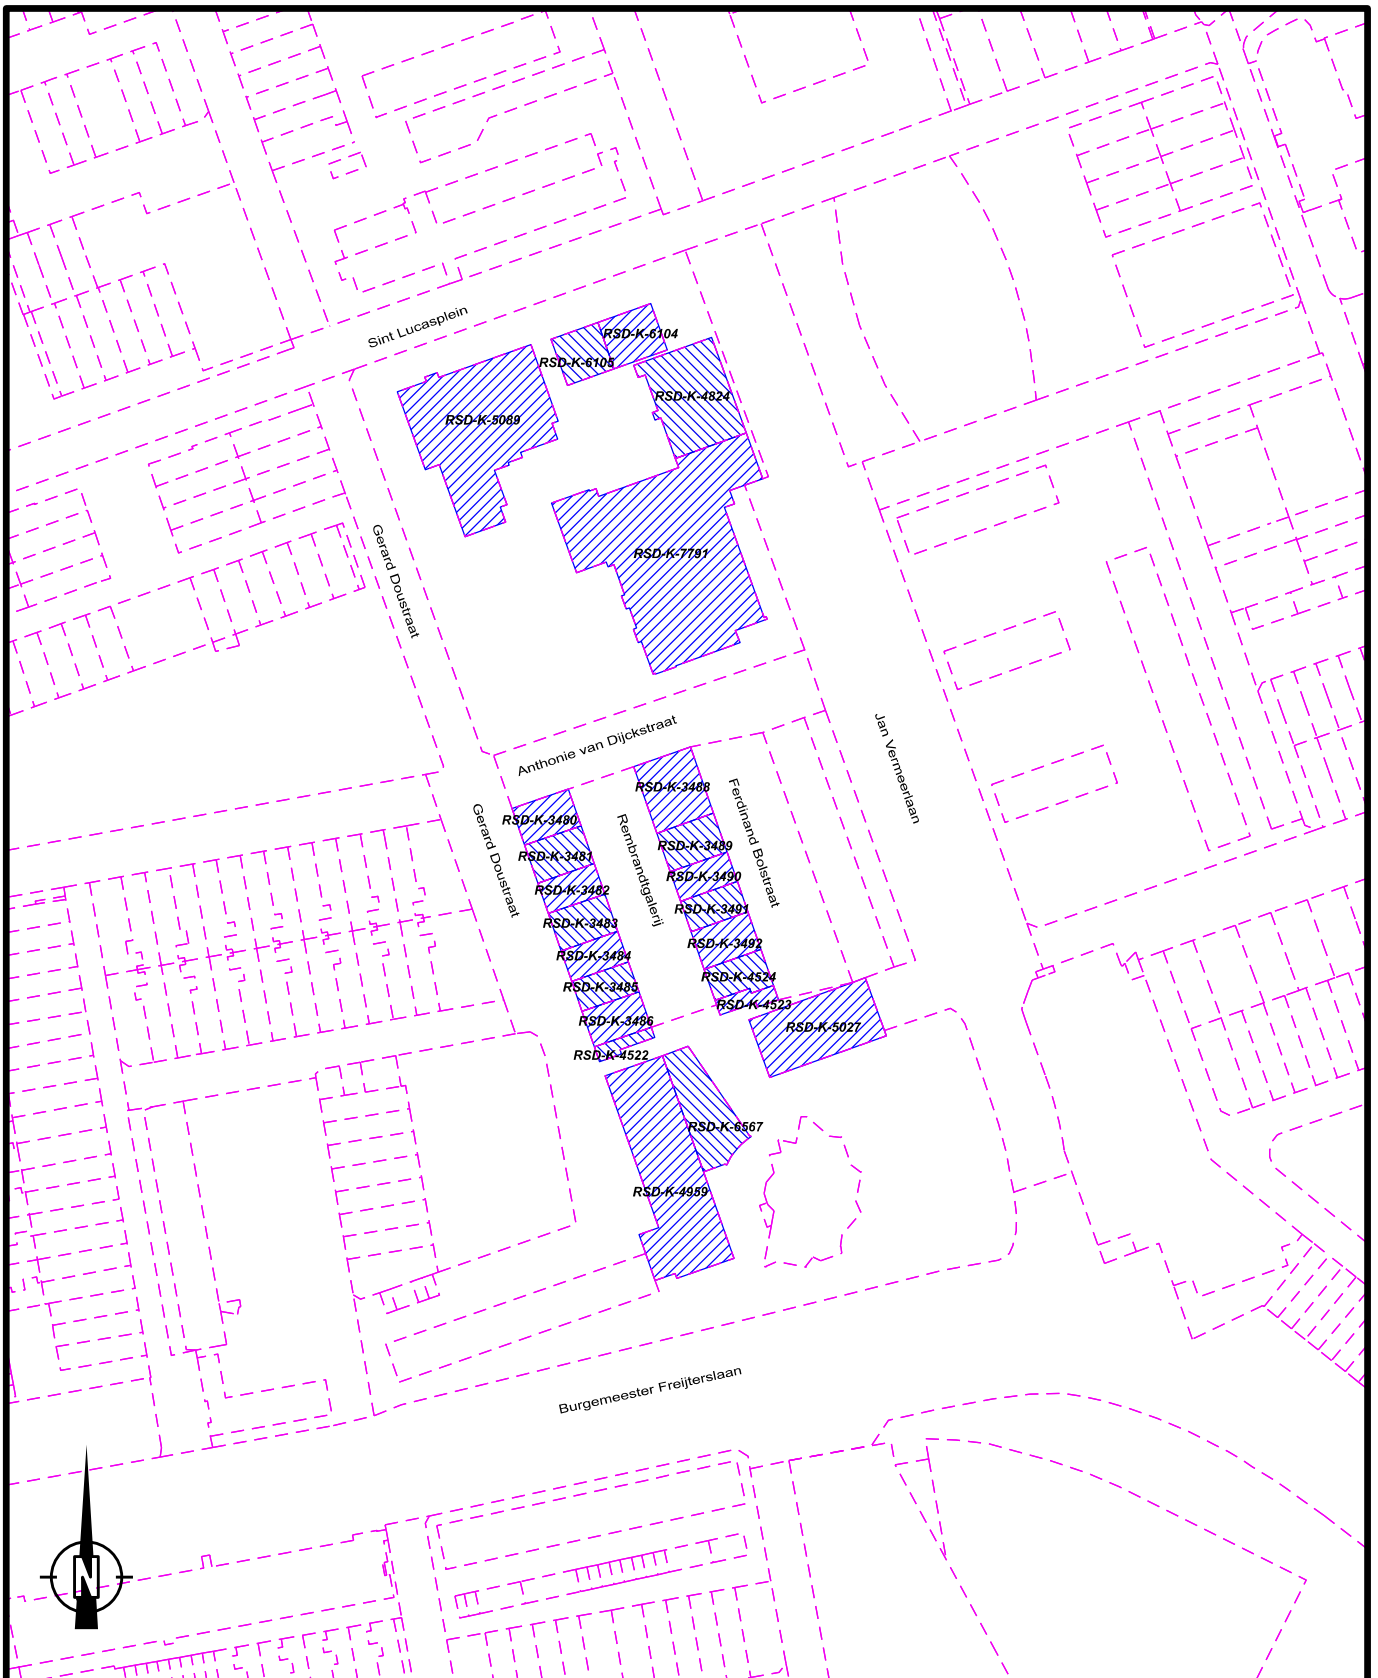 Sint Lucasplein
RSD-K-6104
RSD-K-6105
RSD-K-4824
RSD-K-5089
RSD-K-7791
Gerard Doustraat
Anthonie van Dijckstraat
Jan Vermeerlaan
RSD-K-3488
Ferdinand Bolstraat
Gerard Doustraat
RSD-K-3480
Rembrandtgalerij
RSD-K-3489
RSD-K-3481
RSD-K-3490
RSD-K-3482
RSD-K-3491
RSD-K-3483
RSD-K-3492
RSD-K-3484
RSD-K-4524
RSD-K-3485
RSD-K-4523
RSD-K-3486
RSD-K-5027
RSD-K-4522
RSD-K-6567
RSD-K-4959
Burgemeester Freijterslaan
N